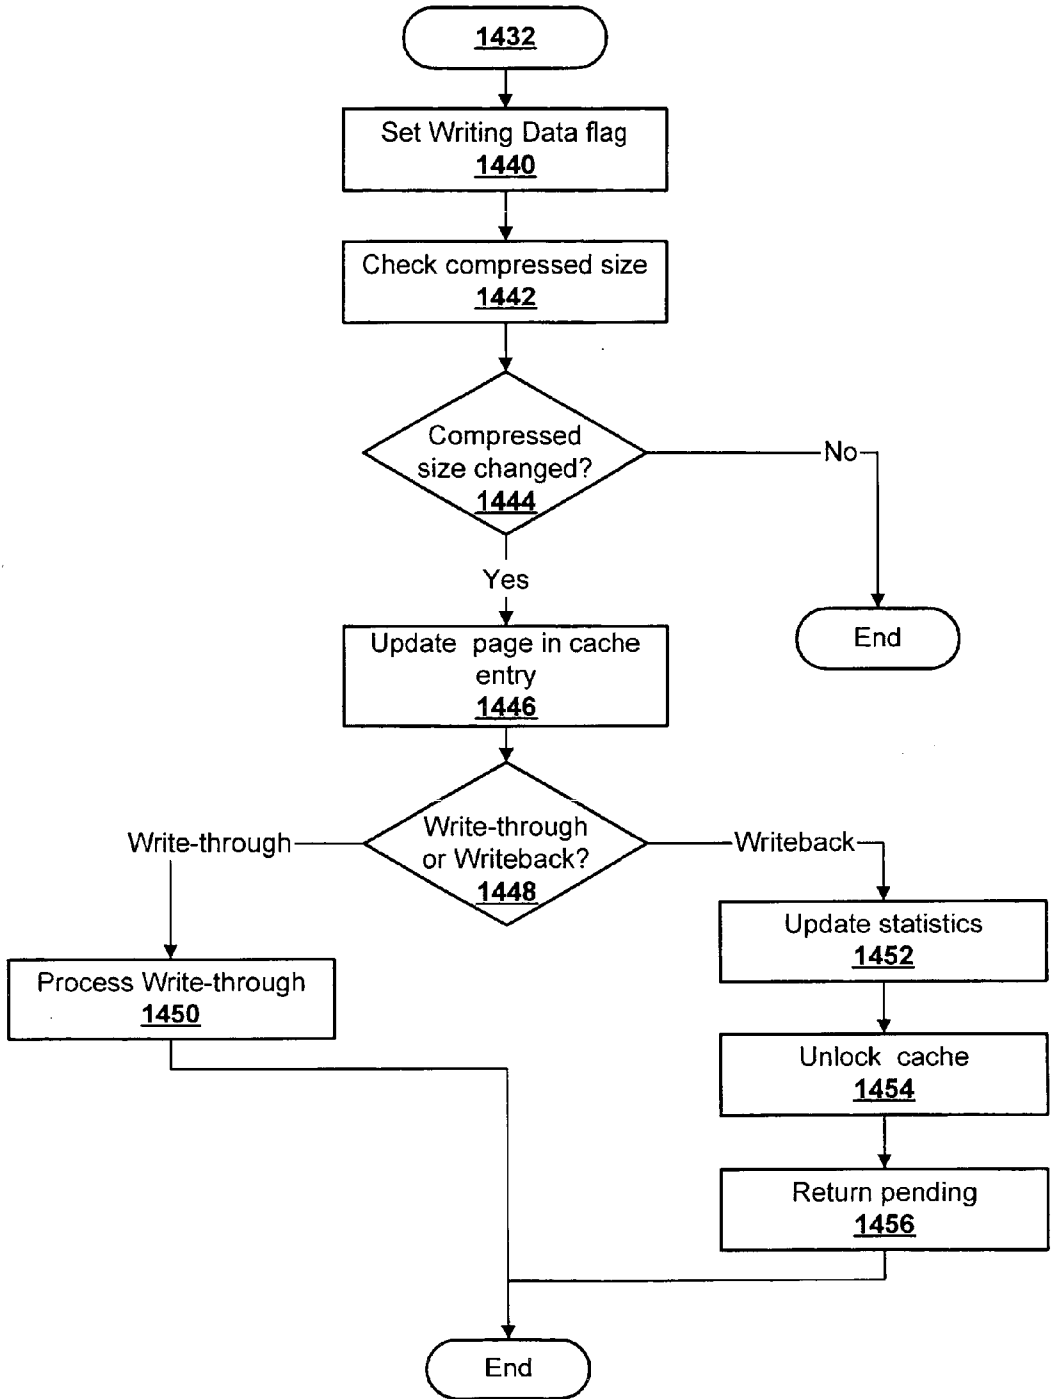 1432
Set Writing Data flag
1440
Check compressed size
1442
Compressed
size changed?
1444
No
Yes
End
Update page in cache
entry
1446
Write-through
or Writeback?
1448
Write-through
Writeback
Update statistics
1452
Process Write-through
1450
Unlock cache
1454
Return pending
1456
End